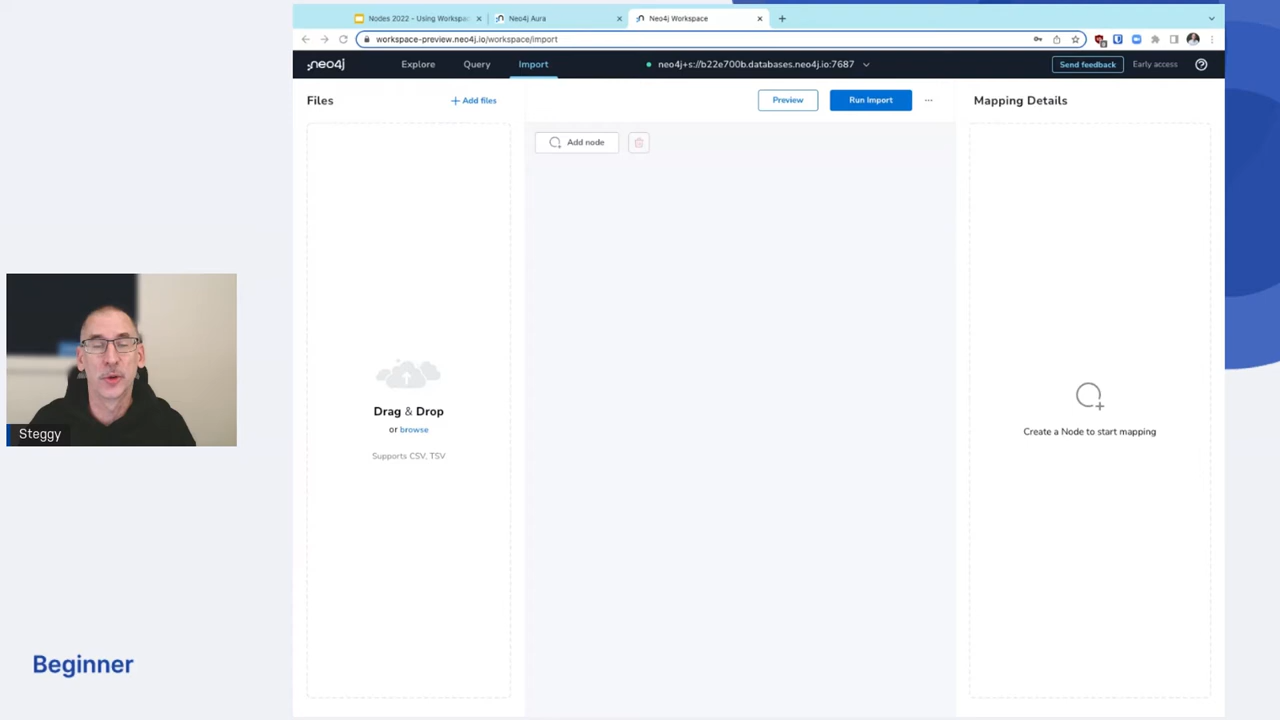 Nodes 2022 - Using Workspa
Neo4j Aura
Neo4j Workspace
workspace-preview.neo4j.io/workspace/import
neo4j
Explore
Query
Import
neo4j+s://b22e700b.databases.neo4j.io:7687
Send feedback
Early access
Files
+ Add files
Preview
Run Import
...
Mapping Details
Add node
Drag & Drop
or browse
Supports CSV, TSV
Create a Node to start mapping
Steggy
Beginner